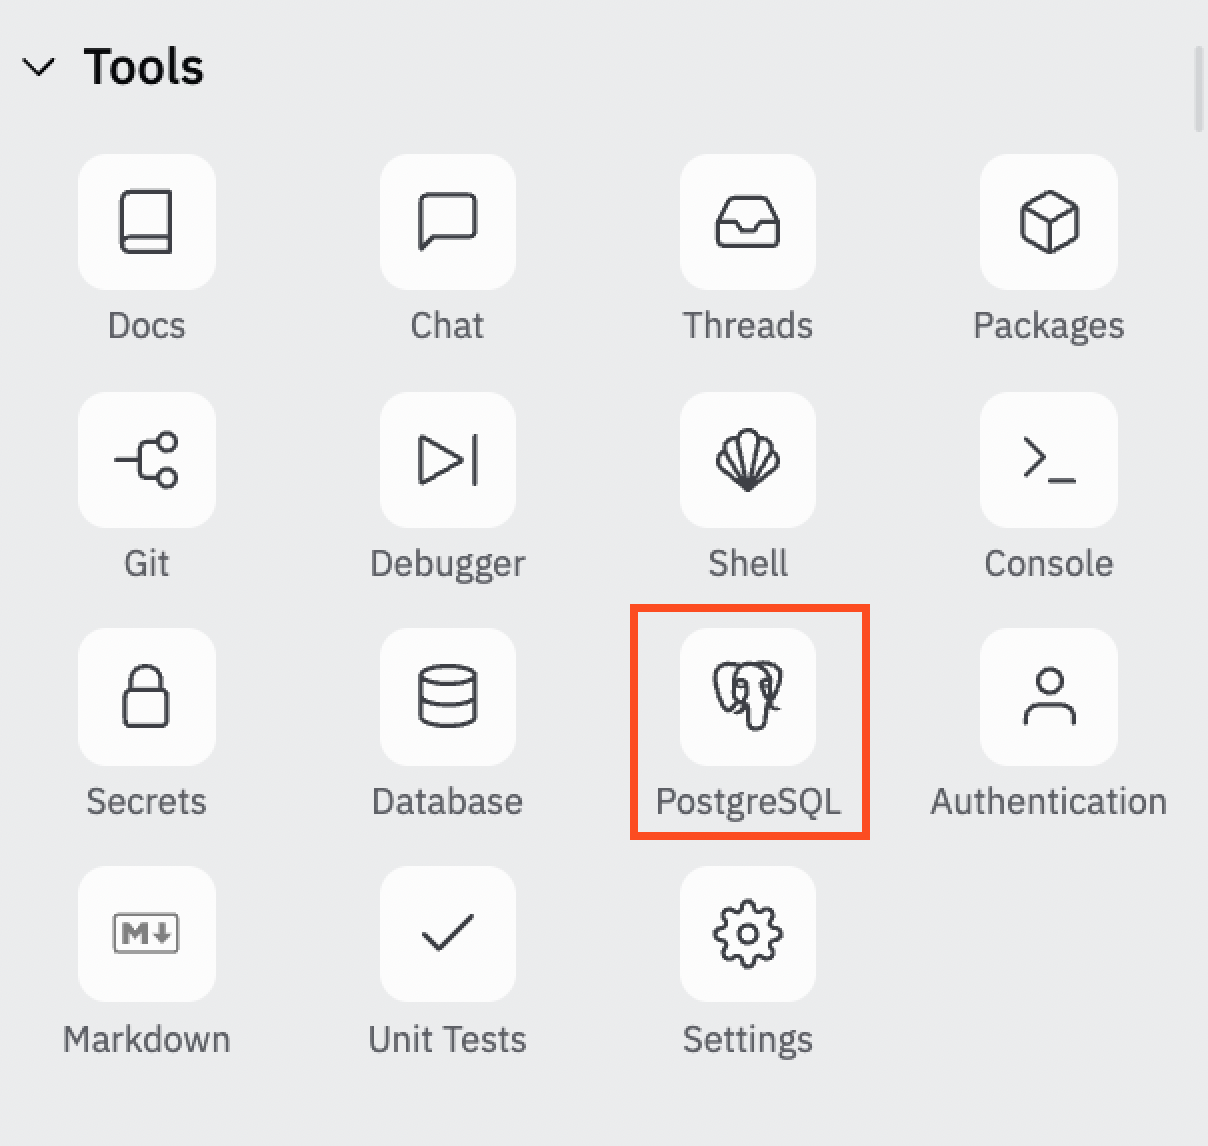 Tools
Docs
Chat
Threads
Packages
Git
Debugger
Shell
Console
Secrets
Database
PostgreSQL
Authentication
M
Markdown
Unit Tests
Settings